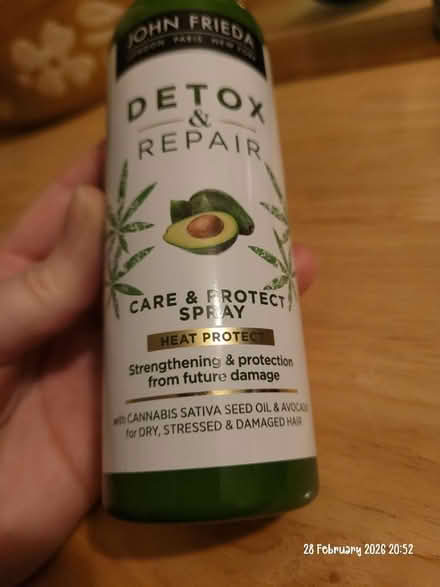 JOHN FRIEDA
LONDON PARIS NEW YORK
DETOX
&
REPAIR
CARE & PROTECT
SPRAY
HEAT PROTECT
Strengthening & protection
from future damage
with CANNABIS SATIVA SEED OIL & AVOCADO
for DRY, STRESSED & DAMAGED HAIR
28 February 2026 20:52